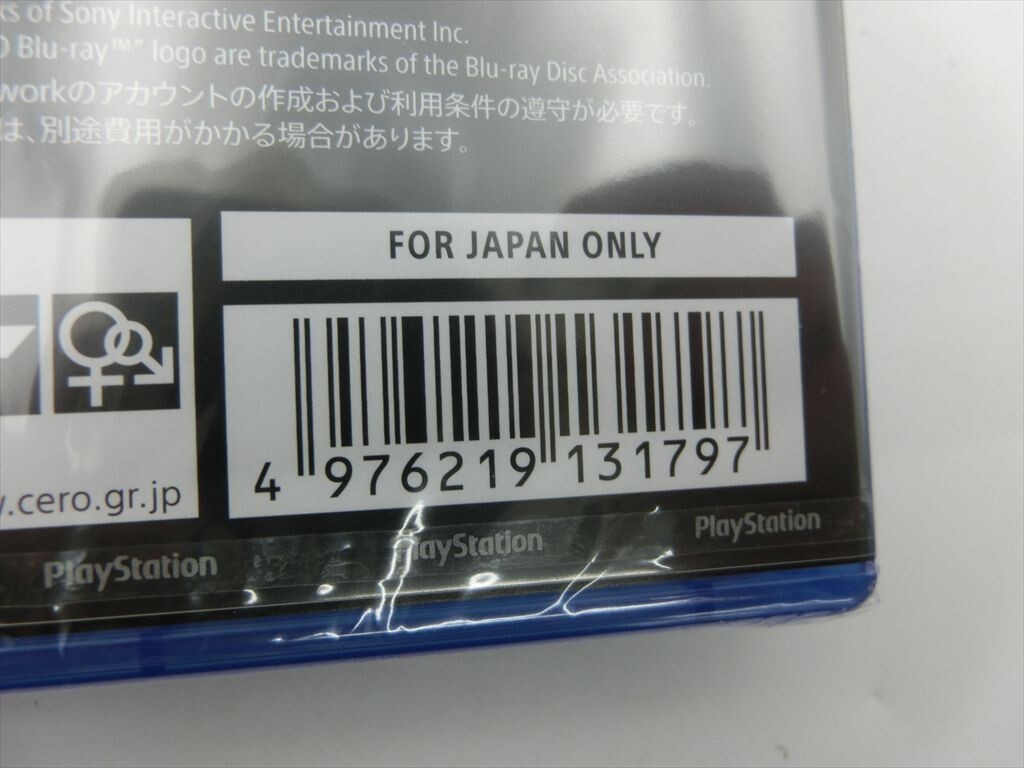 of Sony Interactive Entertainment Inc.
Blu-ray™" logo are trademarks of the Blu-ray Disc Association.
workのアカウントの作成および利用条件の遵守が必要です。
は、別途費用がかかる場合があります。
FOR JAPAN ONLY
4 976219 131797
.cero.gr.jp
PlayStation
PlayStation
PlayStation